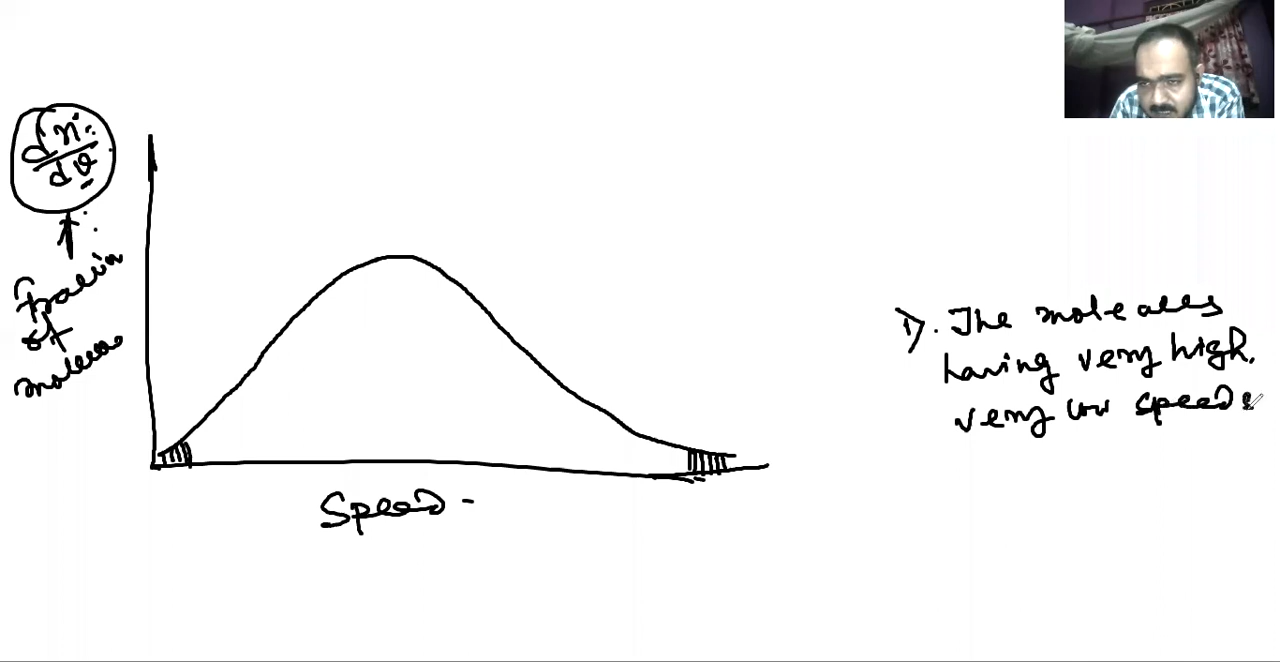 dn
dv
Fraction
of
molecules
Speed
1). The molecules
having very high,
very low speeds